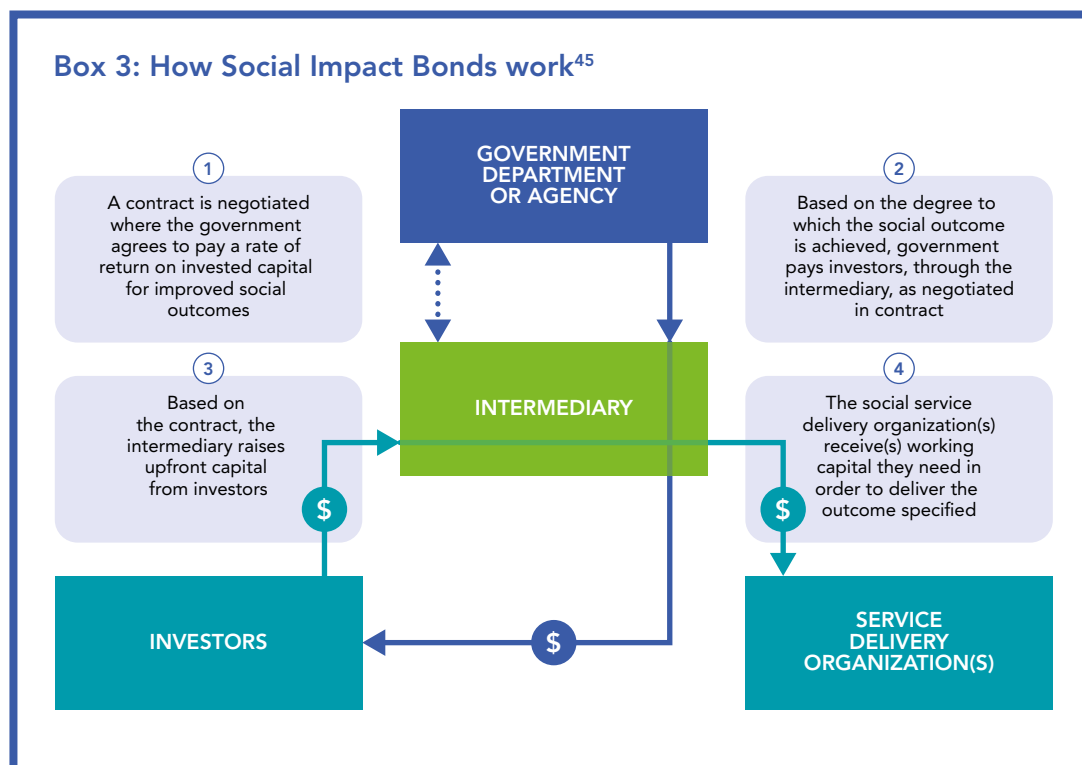 Box 3: How Social Impact Bonds work45
GOVERNMENT
DEPARTMENT
OR AGENCY
1
A contract is negotiated
where the government
agrees to pay a rate of
return on invested capital
for improved social
outcomes
2
Based on the degree to
which the social outcome
is achieved, government
pays investors, through the
intermediary, as negotiated
in contract
3
Based on
the contract, the
intermediary raises
upfront capital
from investors
INTERMEDIARY
4
The social service
delivery organization(s)
receive(s) working
capital they need in
order to deliver the
outcome specified
$
$
INVESTORS
$
SERVICE
DELIVERY
ORGANIZATION(S)